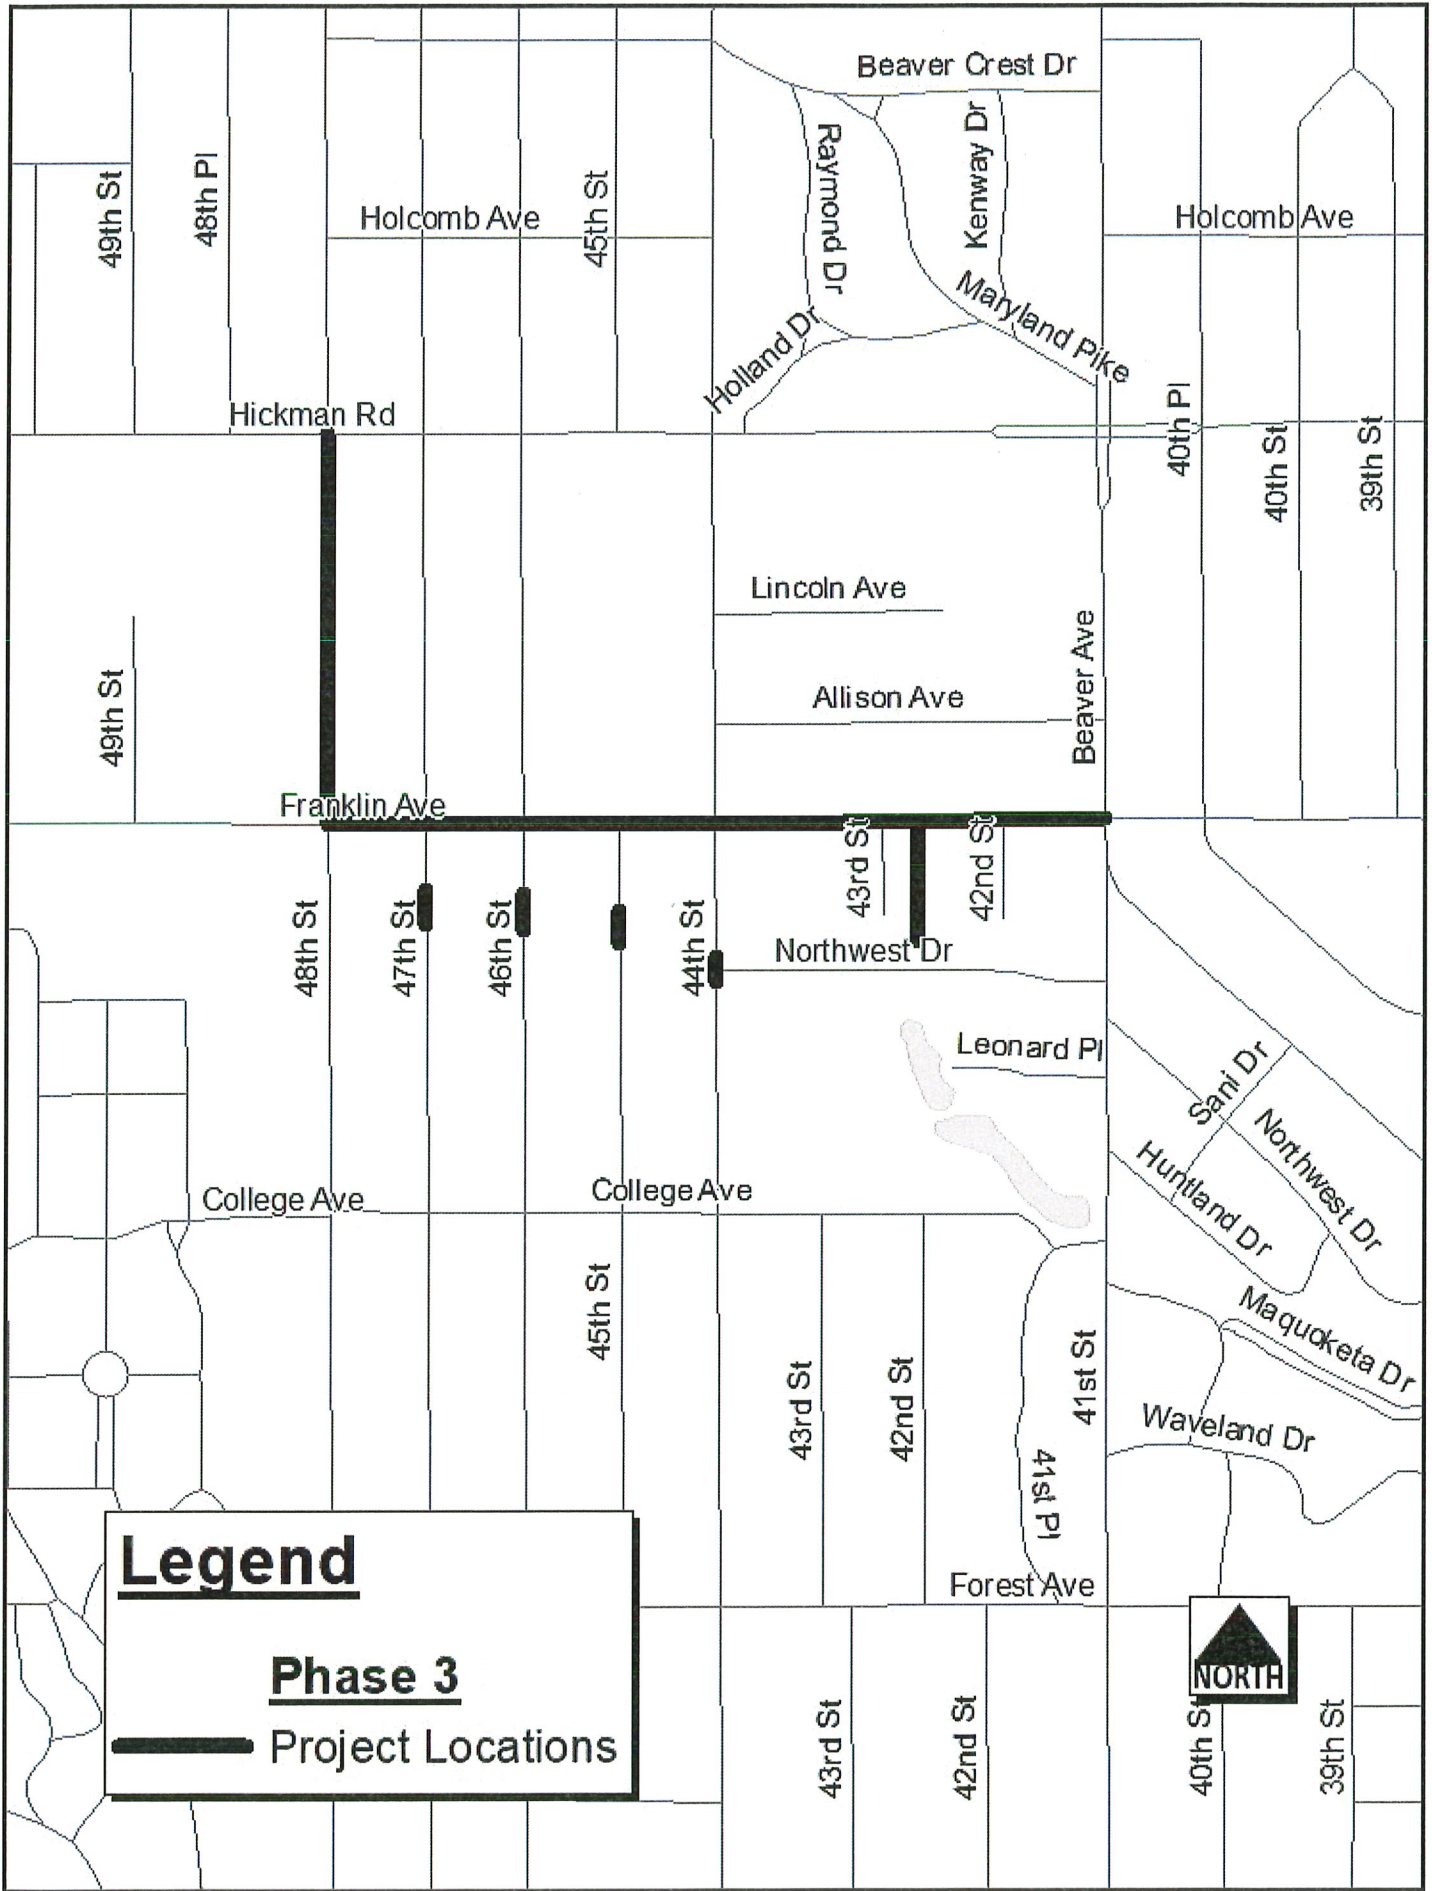 Beaver Crest Dr
Raymond Dr
Kenway Dr
49th St
48th Pl
45th St
Holcomb Ave
Holcomb Ave
Maryland Pike
Holland Dr
Hickman Rd
40th Pl
40th St
39th St
Lincoln Ave
49th St
Allison Ave
Beaver Ave
Franklin Ave
43rd St
42nd St
48th St
47th St
46th St
44th St
Northwest Dr
Leonard Pl
Sani Dr
Northwest Dr
Huntland Dr
College Ave
College Ave
45th St
Maquoketa Dr
43rd St
42nd St
41st St
Waveland Dr
41st Pl
Forest Ave
Legend
Phase 3
Project Locations
NORTH
43rd St
42nd St
40th St
39th St